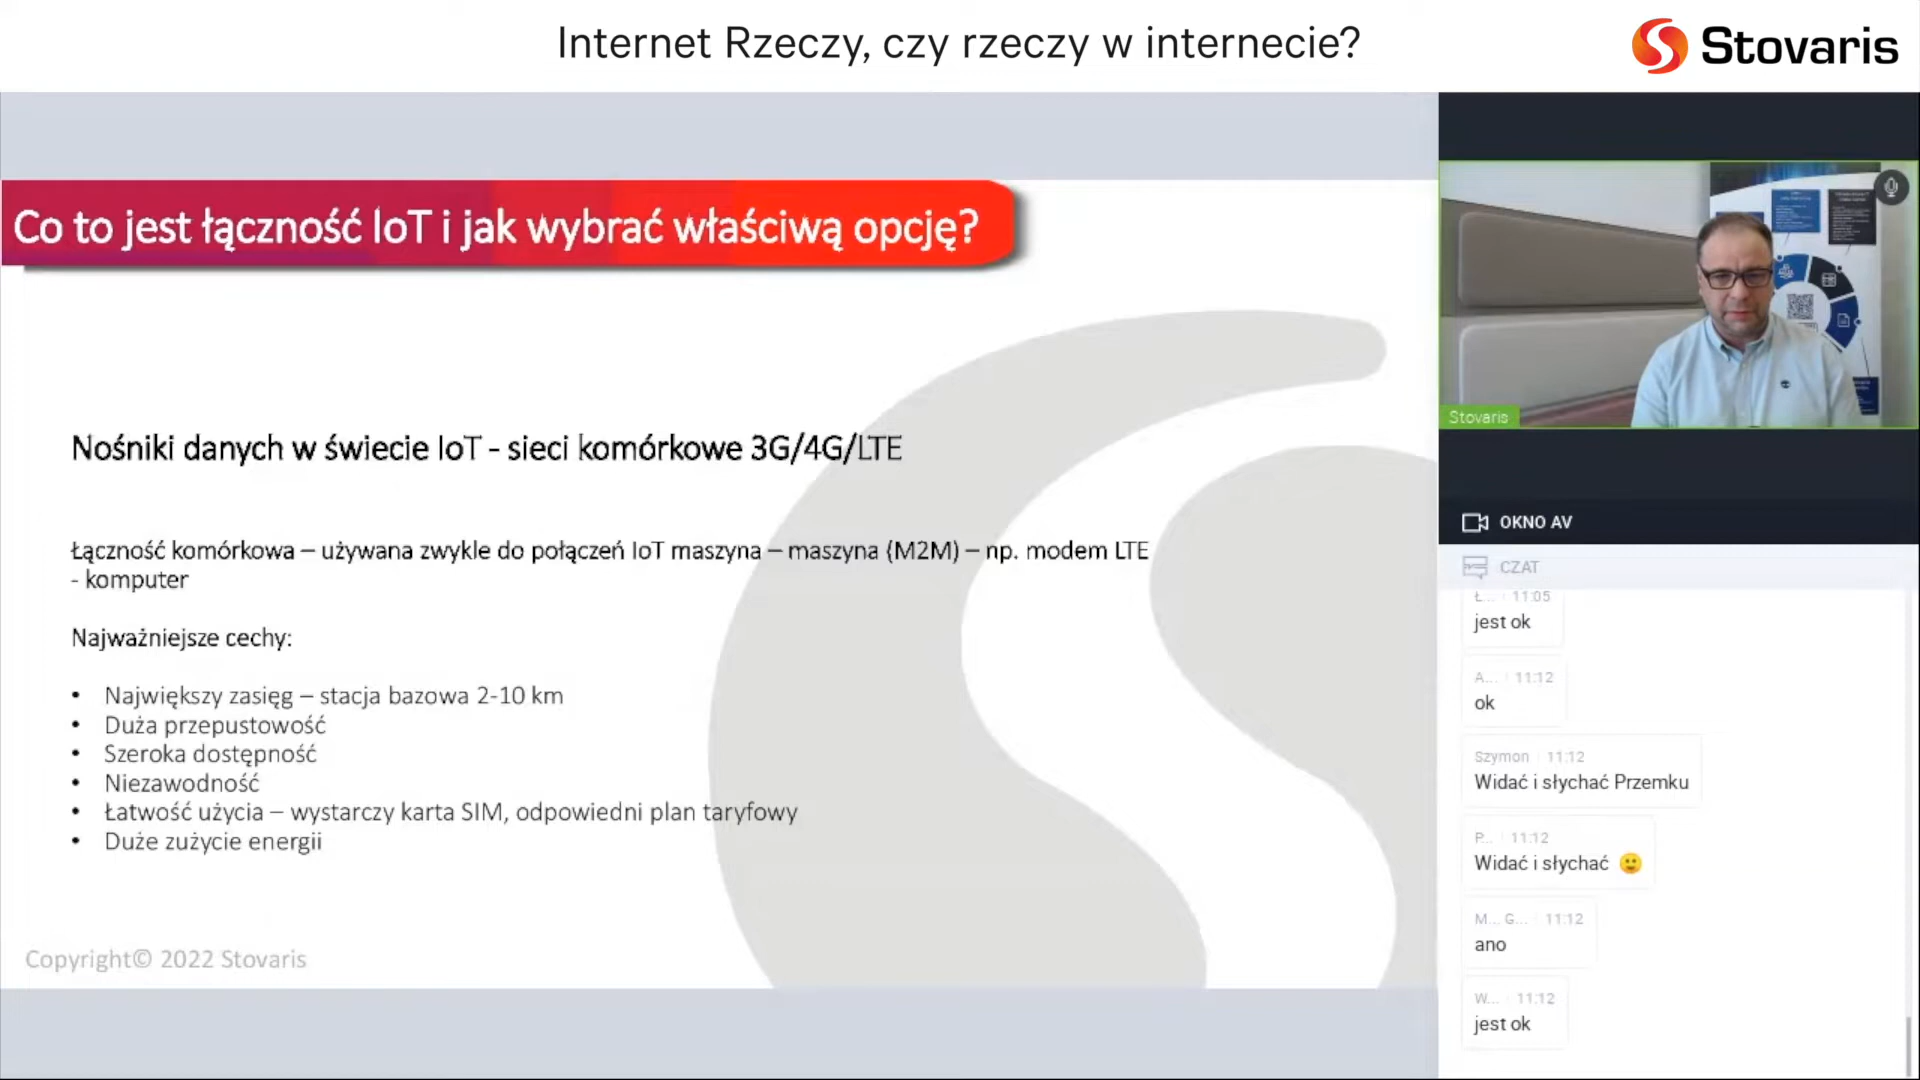 Internet Rzeczy, czy rzeczy w internecie?
Stovaris
Co to jest łączność IoT i jak wybrać właściwą opcję?
Nośniki danych w świecie IoT - sieci komórkowe 3G/4G/LTE
Łączność komórkowa – używana zwykle do połączeń IoT maszyna – maszyna (M2M) – np. modem LTE
- komputer
Najważniejsze cechy:
• Największy zasięg – stacja bazowa 2-10 km
• Duża przepustowość
• Szeroka dostępność
• Niezawodność
• Łatwość użycia – wystarczy karta SIM, odpowiedni plan taryfowy
• Duże zużycie energii
Copyright© 2022 Stovaris
Stovaris
OKNO AV
CZAT
Ł... 11:05
jest ok
A... 11:12
ok
Szymon 11:12
Widać i słychać Przemku
P... 11:12
Widać i słychać 🙂
M... G... 11:12
ano
W... 11:12
jest ok